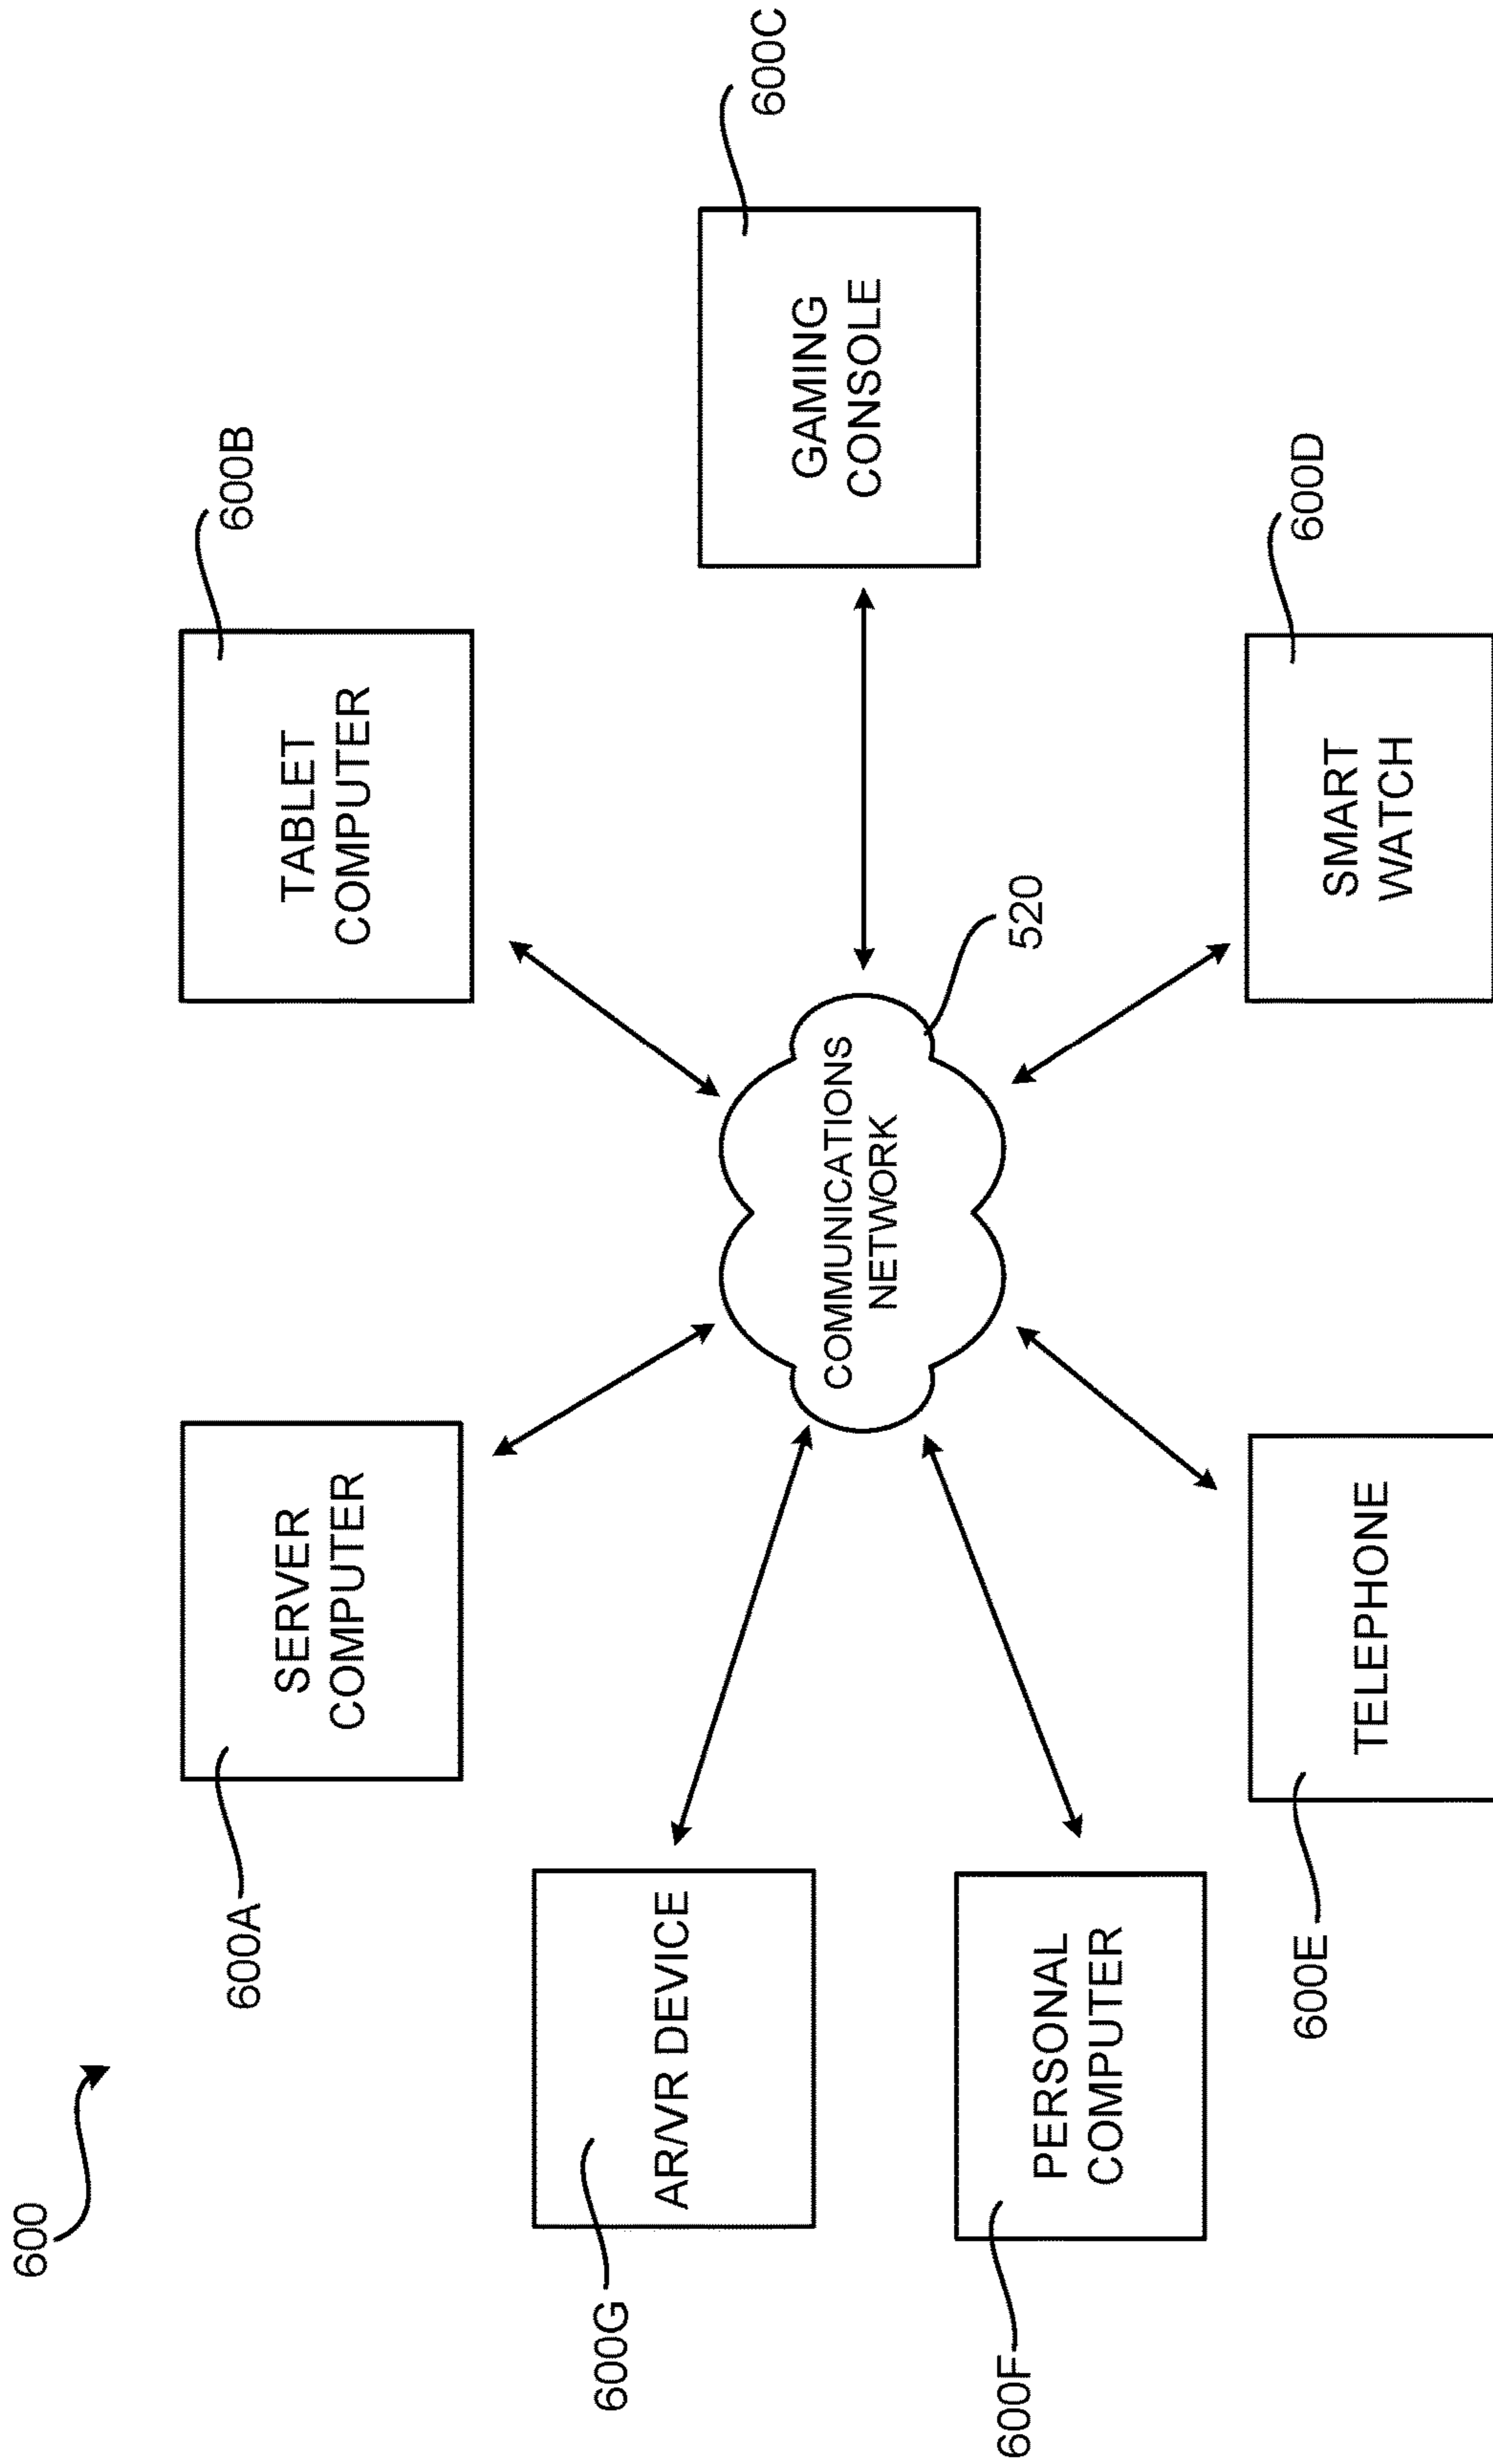 600
600A
SERVER
COMPUTER
TABLET
COMPUTER
600B
600G
AR/VR DEVICE
COMMUNICATIONS
NETWORK
GAMING
CONSOLE
600C
520
600F
PERSONAL
COMPUTER
600E
TELEPHONE
SMART
WATCH
600D